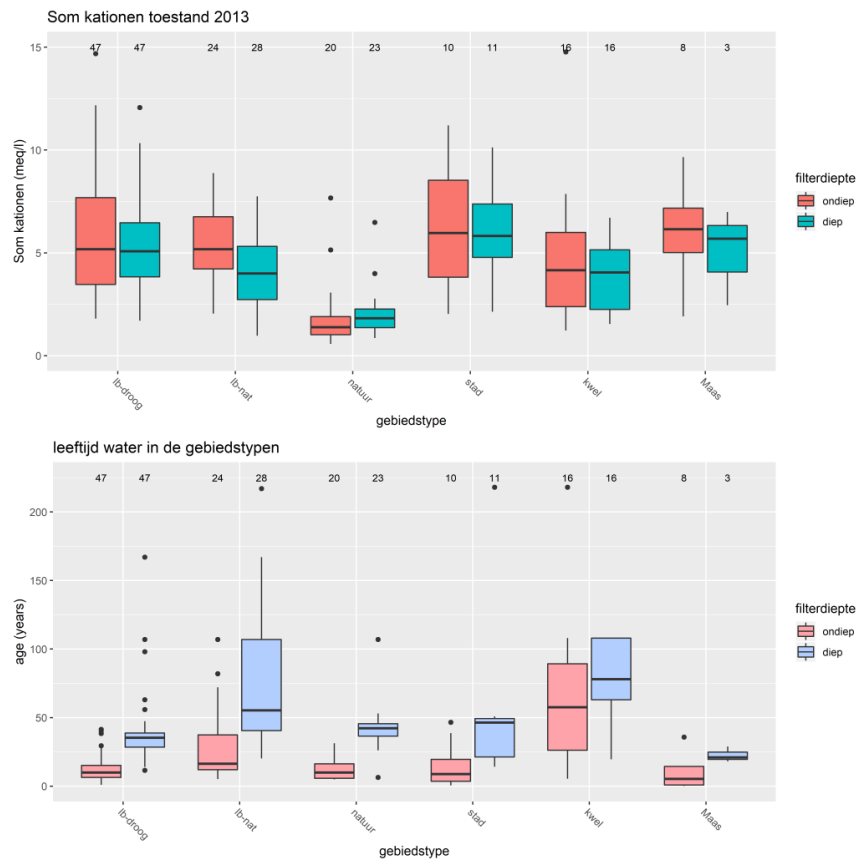 Som kationen toestand 2013
47 47 24 28 20 23 10 11 16 16 8 3
15
10
5
0
Som kationen (meq/l)
lb-droog lb-nat natuur stad kwel Maas
gebiedstype
filterdiepte
ondiep
diep
leeftijd water in de gebiedstypen
47 47 24 28 20 23 10 11 16 16 8 3
200
150
100
50
0
age (years)
lb-droog lb-nat natuur stad kwel Maas
gebiedstype
filterdiepte
ondiep
diep